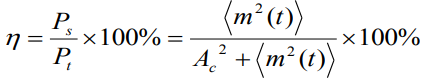 η = P_s / P_t × 100% = ⟨m²(t)⟩ / (A_c² + ⟨m²(t)⟩) × 100%